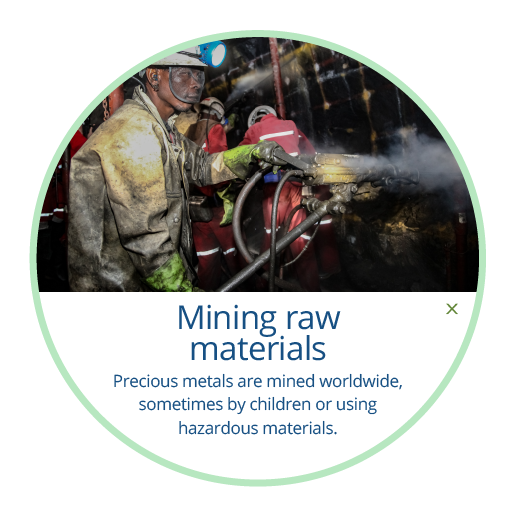 Mining raw
materials
Precious metals are mined worldwide,
sometimes by children or using
hazardous materials.